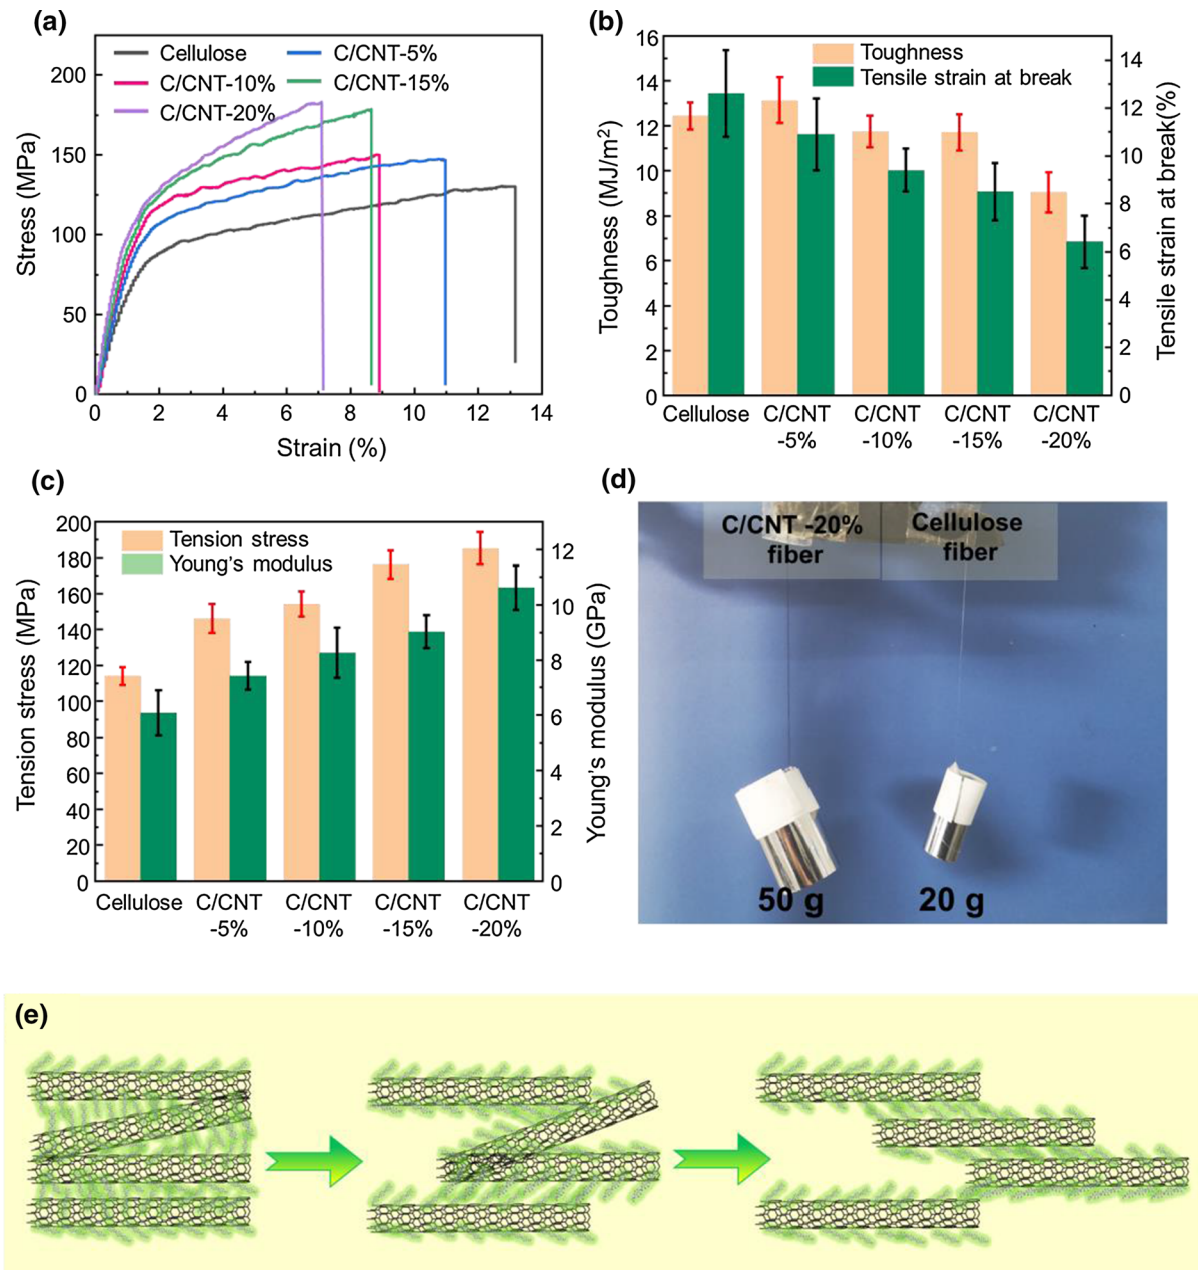 (a)
Stress (MPa)
200
150
100
50
0
Cellulose
C/CNT-5%
C/CNT-10%
C/CNT-15%
C/CNT-20%
0 2 4 6 8 10 12 14
Strain (%)
(b)
Toughness (MJ/m²)
16
14
12
10
8
6
4
2
0
Toughness
Tensile strain at break
14
12
10
8
6
4
2
0
Tensile strain at break(%)
Cellulose C/CNT C/CNT C/CNT C/CNT
-5% -10% -15% -20%
(c)
Tension stress (MPa)
200
180
160
140
120
100
80
60
40
20
0
Tension stress
Young's modulus
12
10
8
6
4
2
0
Young's modulus (GPa)
Cellulose C/CNT C/CNT C/CNT C/CNT
-5% -10% -15% -20%
(d)
C/CNT -20%
fiber
Cellulose
fiber
50 g
20 g
(e)